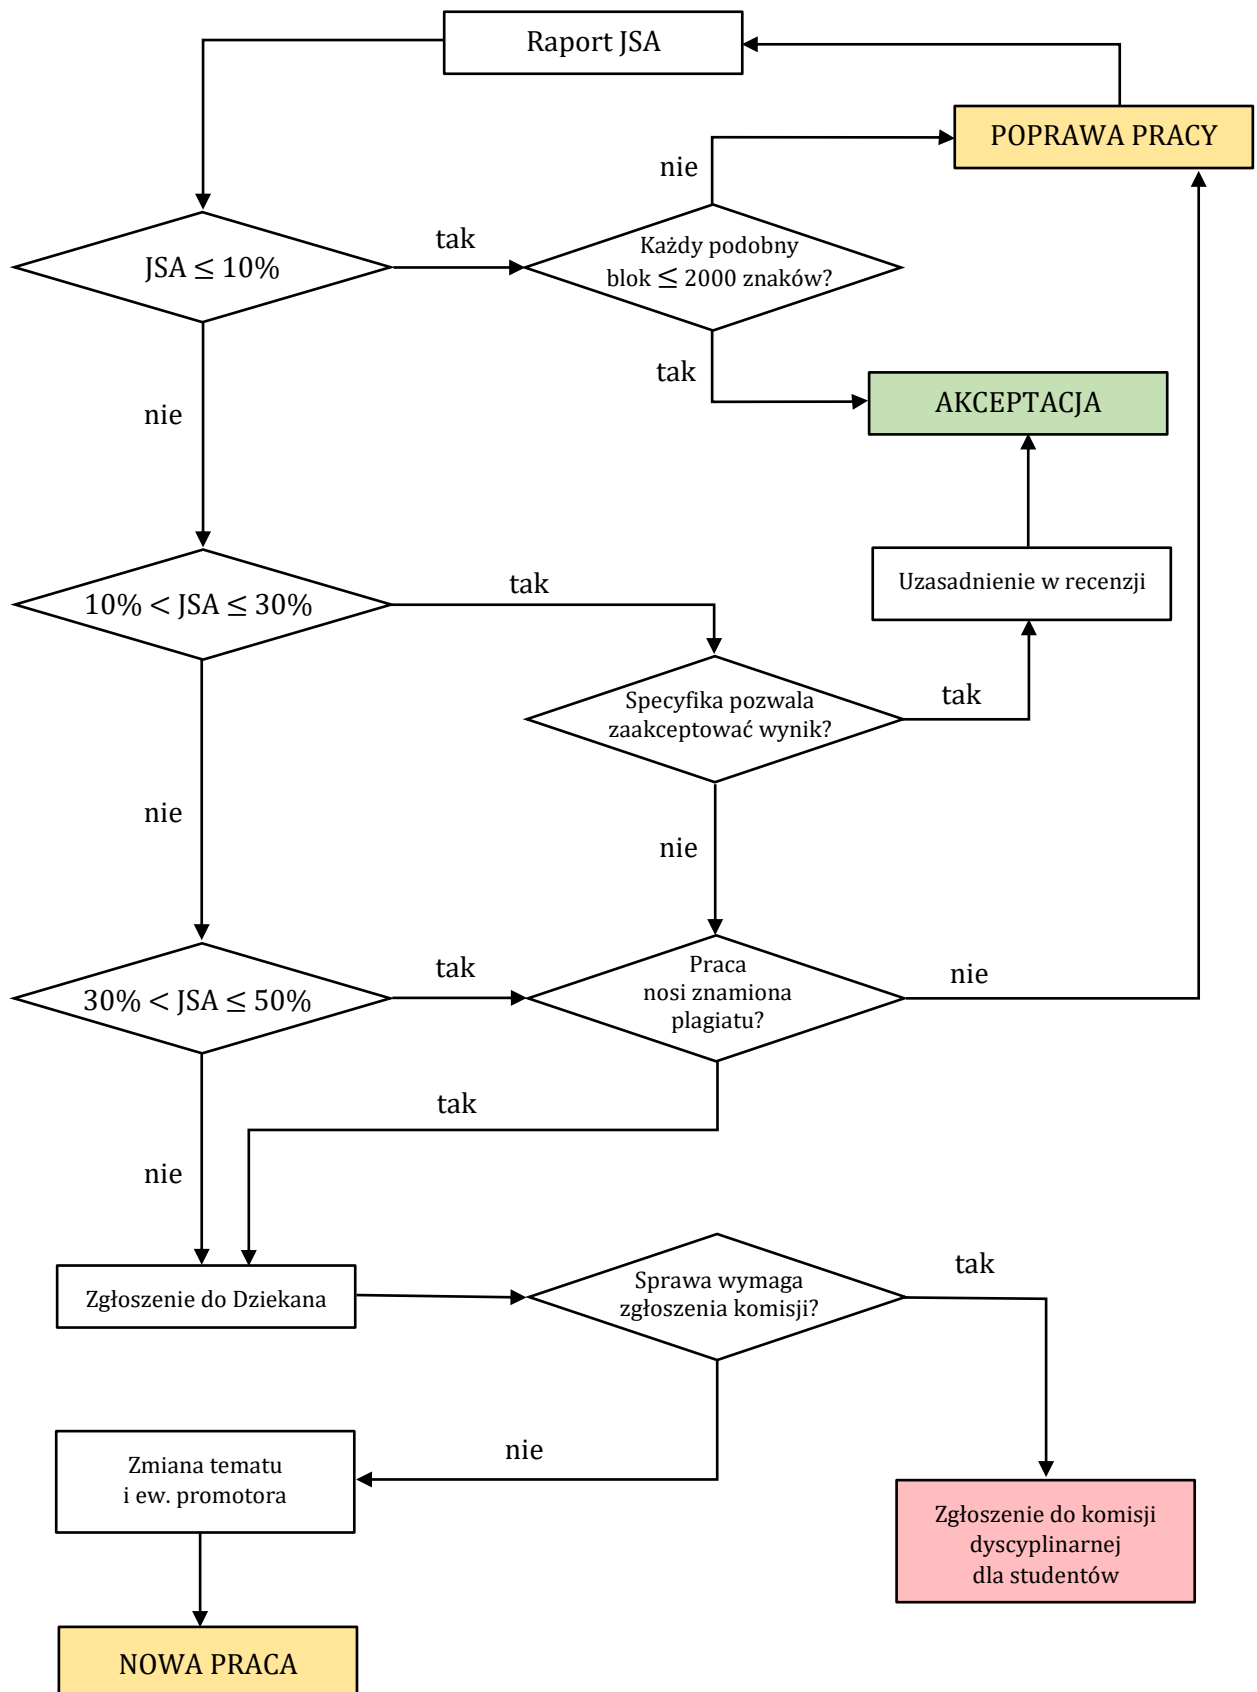 Raport JSA
POPRAWA PRACY
nie
JSA ≤ 10%
tak
Każdy podobny
blok ≤ 2000 znaków?
tak
AKCEPTACJA
nie
10% < JSA ≤ 30%
tak
Uzasadnienie w recenzji
Specyfika pozwala
zaakceptować wynik?
tak
nie
nie
30% < JSA ≤ 50%
tak
Praca
nosi znamiona
plagiatu?
nie
tak
nie
Zgłoszenie do Dziekana
Sprawa wymaga
zgłoszenia komisji?
tak
nie
Zmiana tematu
i ew. promotora
Zgłoszenie do komisji
dyscyplinarnej
dla studentów
NOWA PRACA